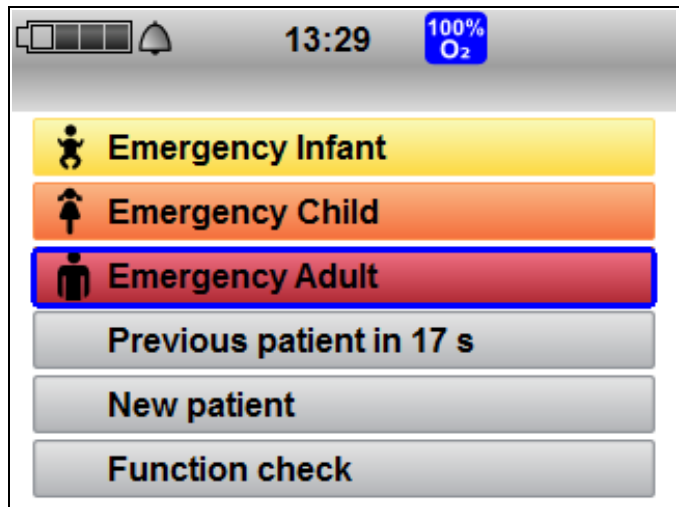 13:29
100%
O₂
Emergency Infant
Emergency Child
Emergency Adult
Previous patient in 17 s
New patient
Function check